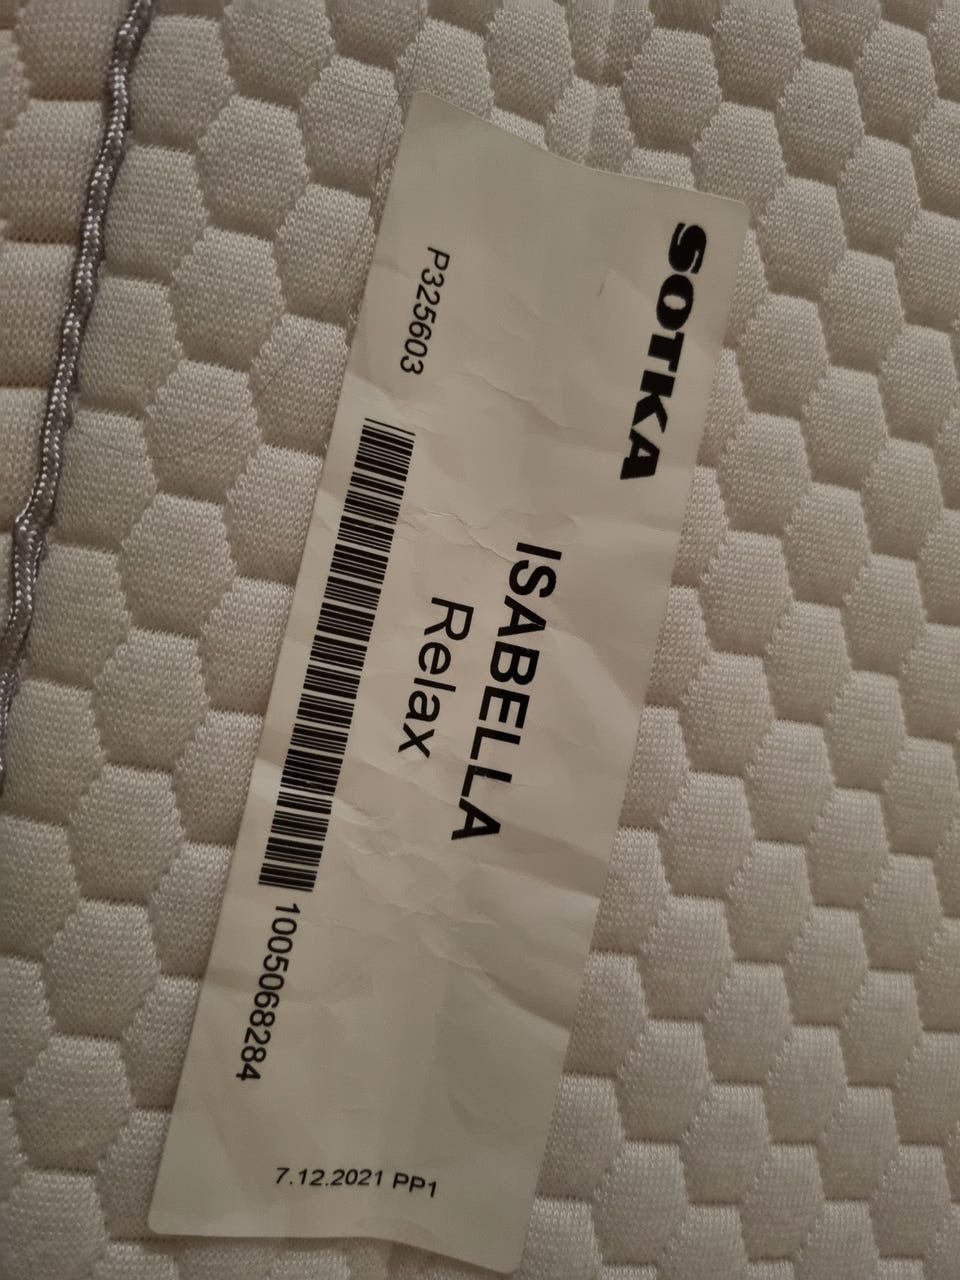 SOTKA
ISABELLA
Relax
P325603
1005068284
7.12.2021 PP1